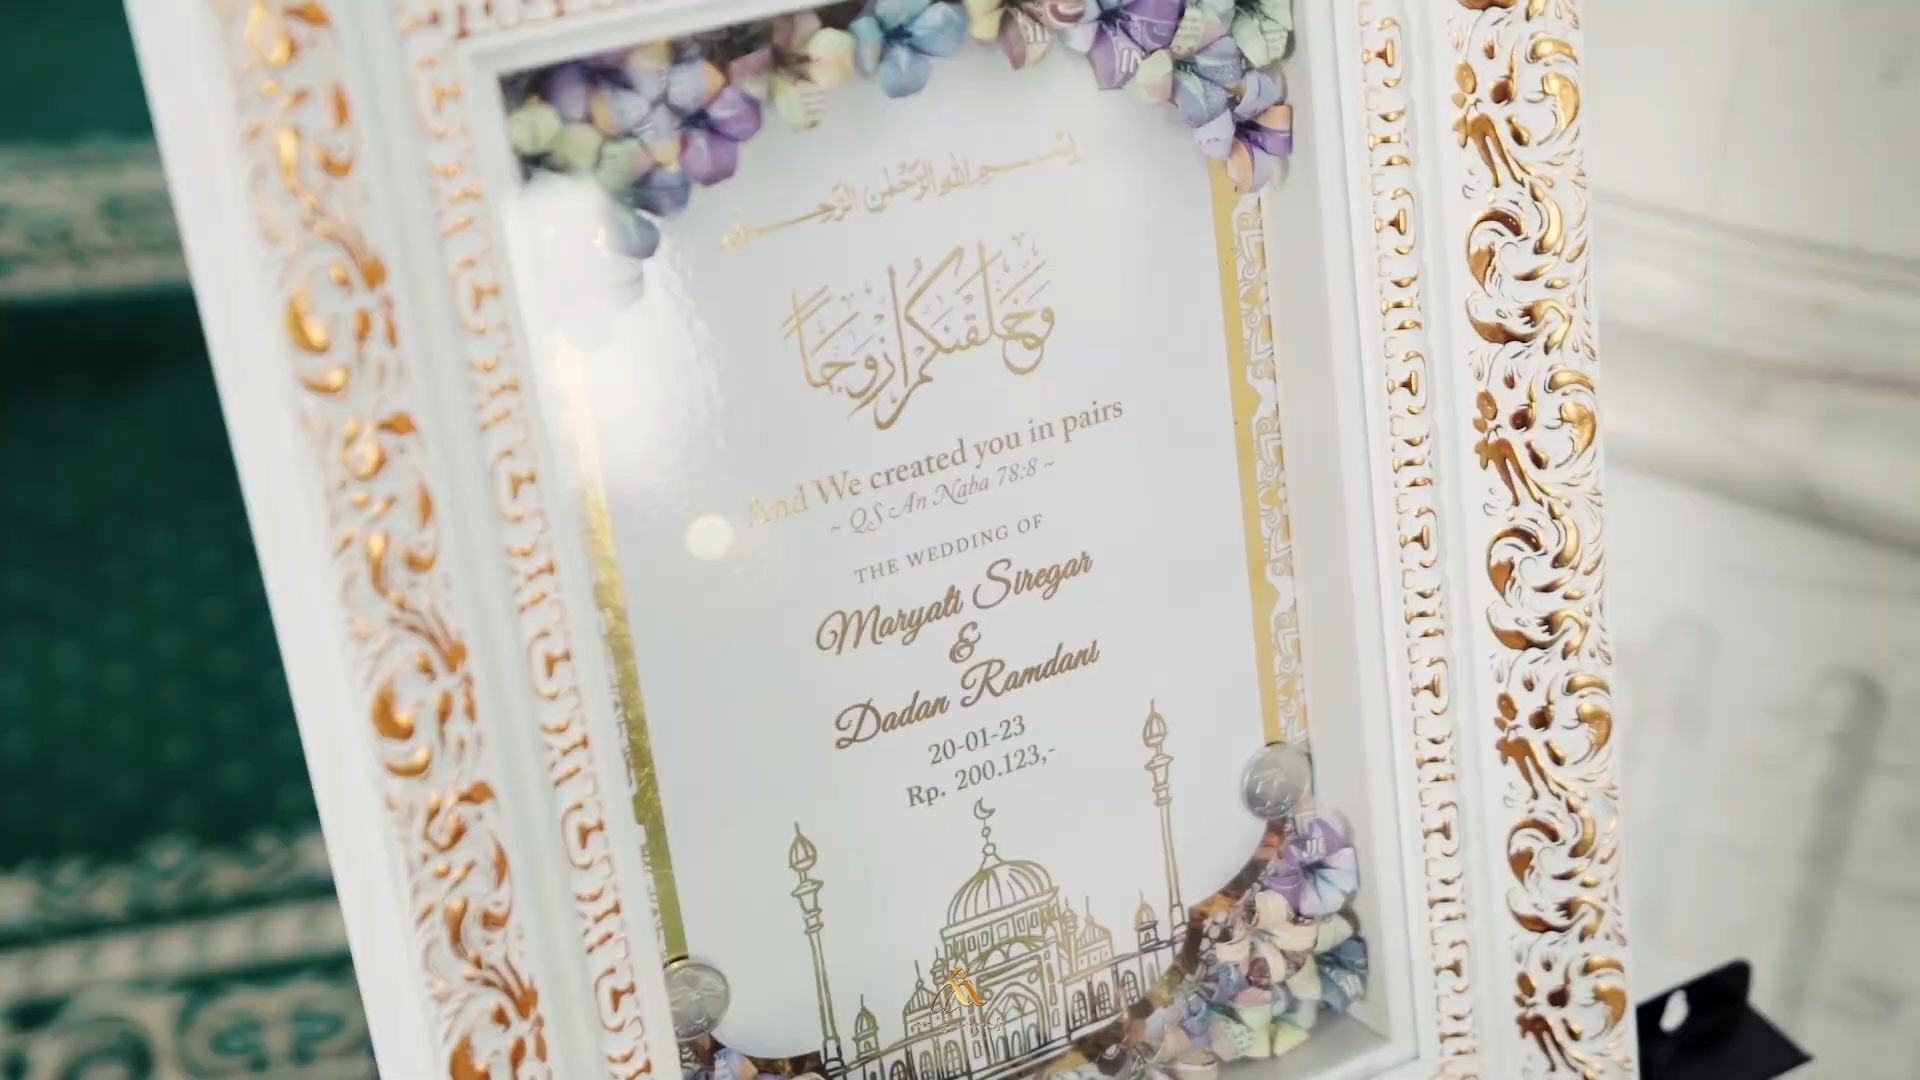 بِسْمِ اللهِ الرَّحْمٰنِ الرَّحِيْمِ
وَخَلَقْنٰكُمْ اَزْوَاجًا
And We created you in pairs
~ QS An Naba 78:8 ~
THE WEDDING OF
Maryati Siregar
&
Dadan Ramdani
20-01-23
Rp. 200.123,-